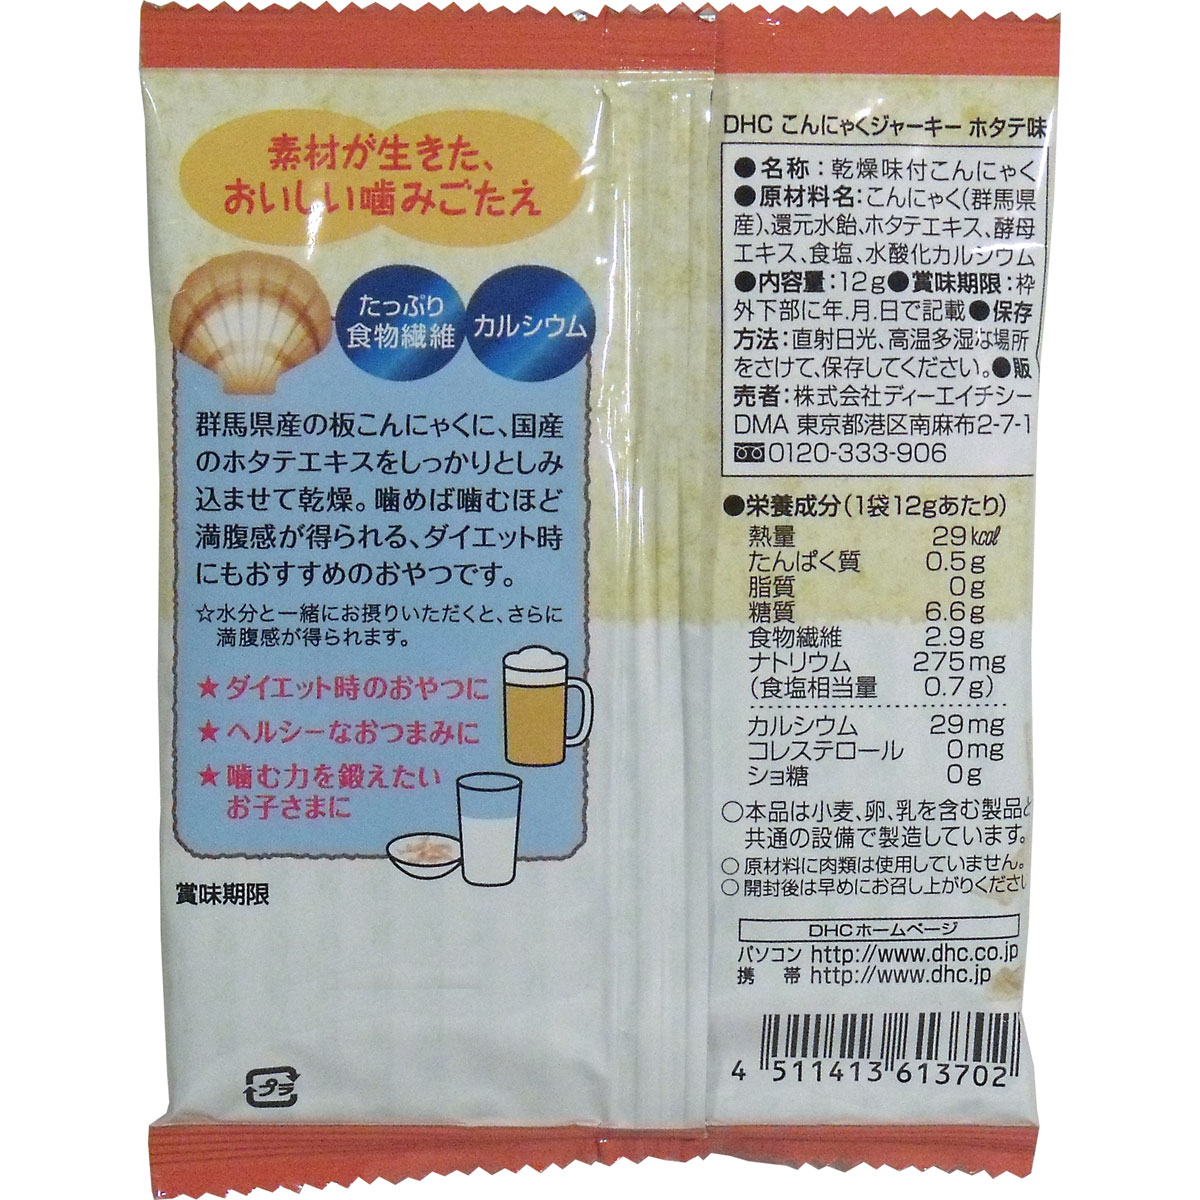 素材が生きた、
おいしい噛みごたえ
たっぷり
食物繊維
カルシウム
群馬県産の板こんにゃくに、国産
のホタテエキスをしっかりとしみ
込ませて乾燥。噛めば噛むほど
満腹感が得られる、ダイエット時
にもおすすめのおやつです。
☆水分と一緒にお摂りいただくと、さらに
満腹感が得られます。
★ダイエット時のおやつに
★ヘルシーなおつまみに
★噛む力を鍛えたい
お子さまに
賞味期限
プラ
DHC こんにゃくジャーキー ホタテ味
●名称：乾燥味付こんにゃく
●原材料名：こんにゃく(群馬県
産)、還元水飴、ホタテエキス、酵母
エキス、食塩、水酸化カルシウム
●内容量：12g●賞味期限：枠
外下部に年.月.日で記載●保存
方法：直射日光、高温多湿な場所
をさけて、保存してください。●販
売者：株式会社ディーエイチシー
DMA 東京都港区南麻布2-7-1
0120-333-906
●栄養成分(1袋12gあたり)
熱量 29kcal
たんぱく質 0.5g
脂質 0g
糖質 6.6g
食物繊維 2.9g
ナトリウム 275mg
(食塩相当量 0.7g)
カルシウム 29mg
コレステロール 0mg
ショ糖 0g
○本品は小麦、卵、乳を含む製品と
共通の設備で製造しています。
○原材料に肉類は使用していません。
○開封後は早めにお召し上がりください
DHCホームページ
パソコン http://www.dhc.co.jp
携帯 http://www.dhc.jp
4 511413 613702